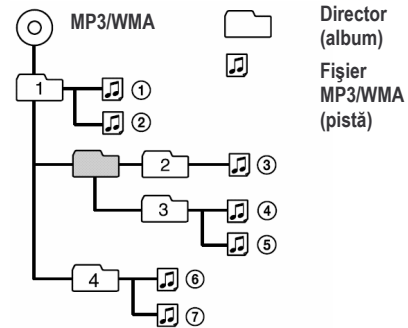 MP3/WMA
Director
(album)
Fişier
MP3/WMA
(pistă)
1
①
②
2
③
3
④
⑤
4
⑥
⑦